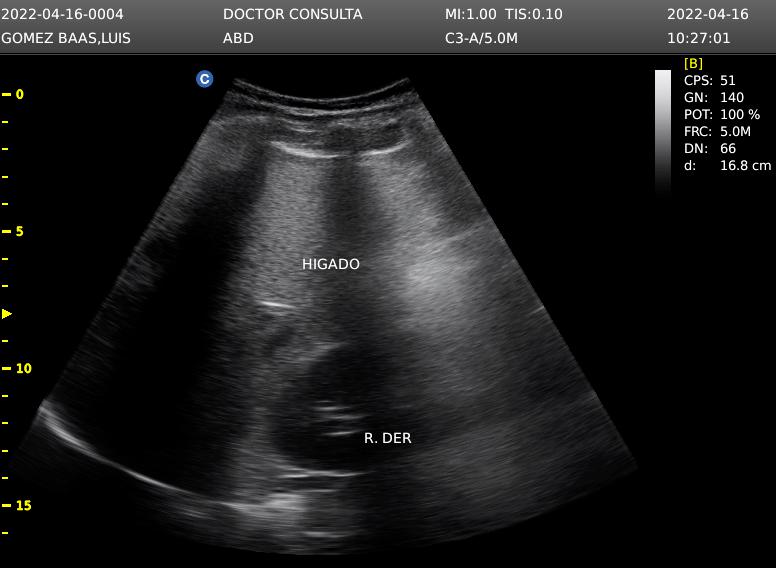 2022-04-16-0004 DOCTOR CONSULTA MI:1.00 TIS:0.10 2022-04-16
GOMEZ BAAS,LUIS ABD C3-A/5.0M 10:27:01
C
[B]
CPS: 51
GN: 140
POT: 100 %
FRC: 5.0M
DN: 66
d: 16.8 cm
0
5
HIGADO
10
R. DER
15